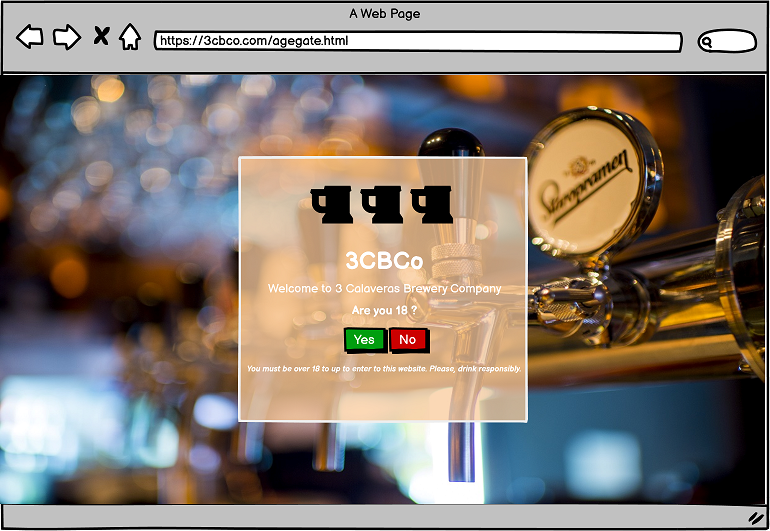 A Web Page
https://3cbco.com/agegate.html
Staropramen
3CBCo
Welcome to 3 Calaveras Brewery Company
Are you 18 ?
Yes No
You must be over 18 to up to enter to this website. Please, drink responsibly.